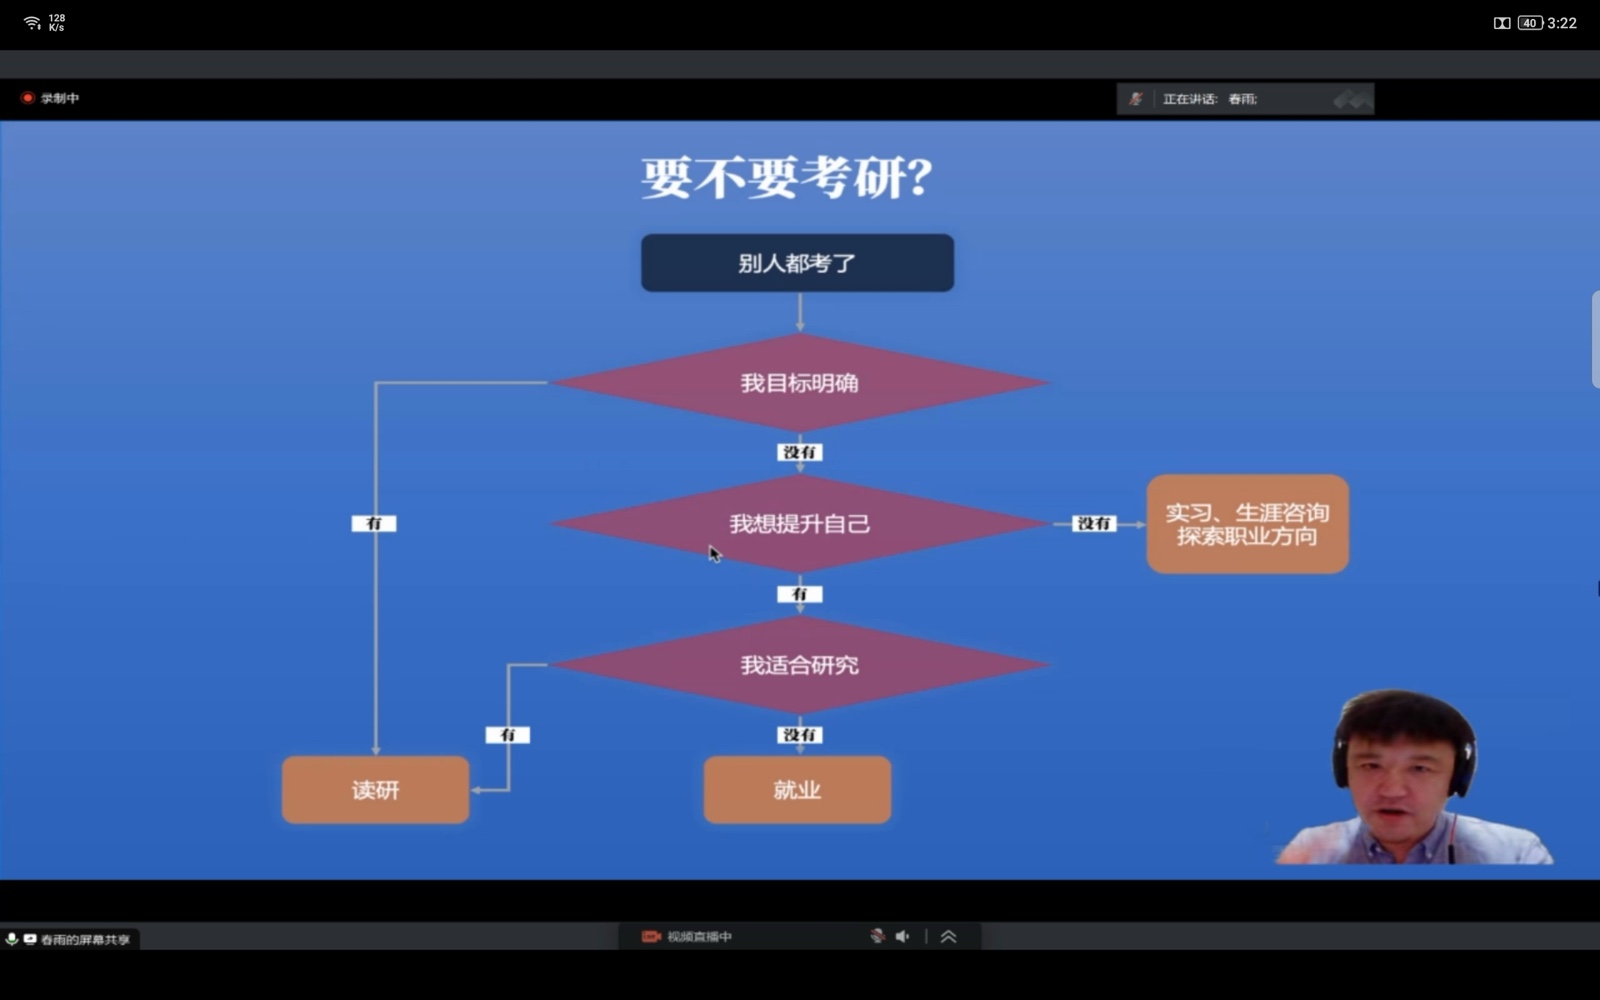 128
K/s
40
3:22
录制中
正在讲话: 春雨;
要不要考研?
别人都考了
我目标明确
没有
我想提升自己
没有
实习、生涯咨询
探索职业方向
有
有
我适合研究
有
没有
读研
就业
春雨的屏幕共享
视频直播中